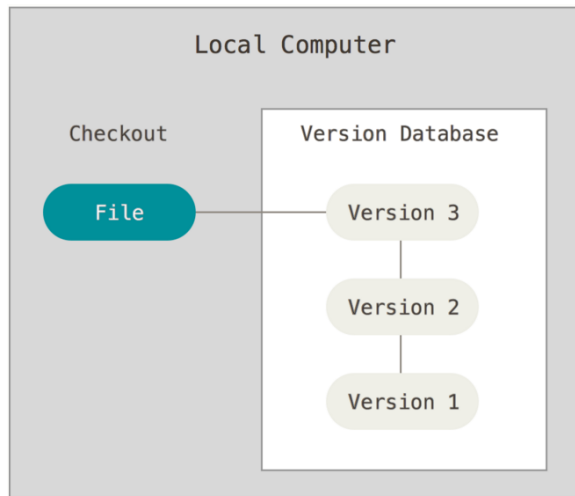 Local Computer
Checkout
Version Database
File
Version 3
Version 2
Version 1